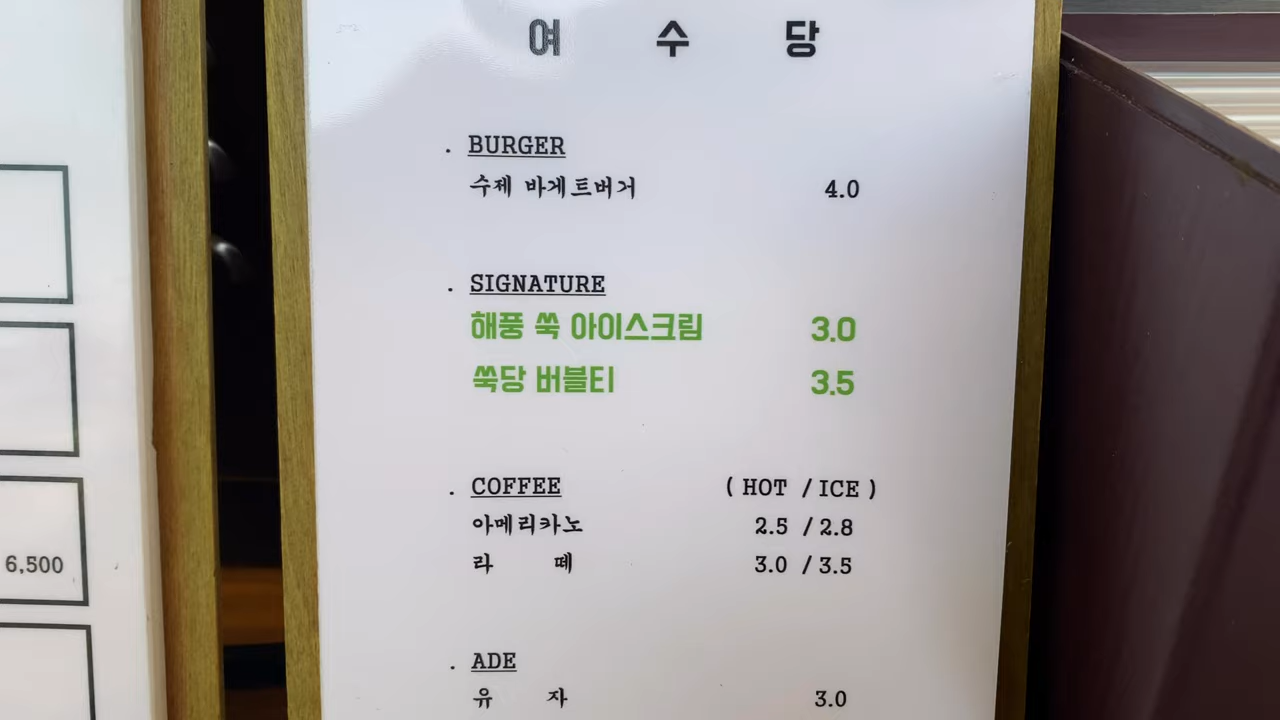 여 수 당
. BURGER
수제 바게트버거 4.0
. SIGNATURE
해풍 쑥 아이스크림 3.0
쑥당 버블티 3.5
. COFFEE ( HOT / ICE )
아메리카노 2.5 / 2.8
라 떼 3.0 / 3.5
. ADE
유 자 3.0
6,500